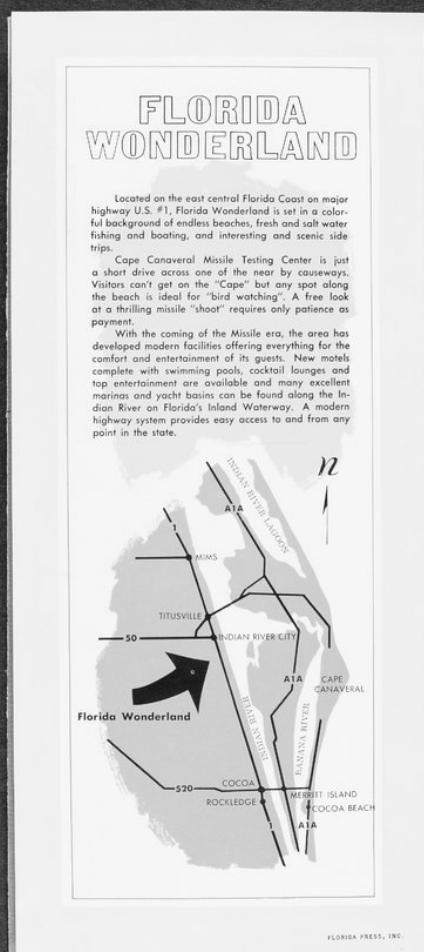 FLORIDA
WONDERLAND
Located on the east central Florida Coast on major
highway U.S. #1, Florida Wonderland is set in a color-
ful background of endless beaches, fresh and salt water
fishing and boating, and interesting and scenic side
trips.
Cape Canaveral Missile Testing Center is just
a short drive across one of the near by causeways.
Visitors can't get on the "Cape" but any spot along
the beach is ideal for "bird watching". A free look
at a thrilling missile "shoot" requires only patience as
payment.
With the coming of the Missile era, the area has
developed modern facilities offering everything for the
comfort and entertainment of its guests. New motels
complete with swimming pools, cocktail lounges and
top entertainment are available and many excellent
marinas and yacht basins can be found along the In-
dian River on Florida's Inland Waterway. A modern
highway system provides easy access to and from any
point in the state.
n
INDIAN RIVER LAGOON
A1A
1
MIMS
TITUSVILLE
50
INDIAN RIVER CITY
A1A
CAPE
CANAVERAL
Florida Wonderland
INDIAN RIVER
BANANA RIVER
COCOA
520
MERRITT ISLAND
ROCKLEDGE
COCOA BEACH
1
A1A
FLORIDA PRESS, INC.